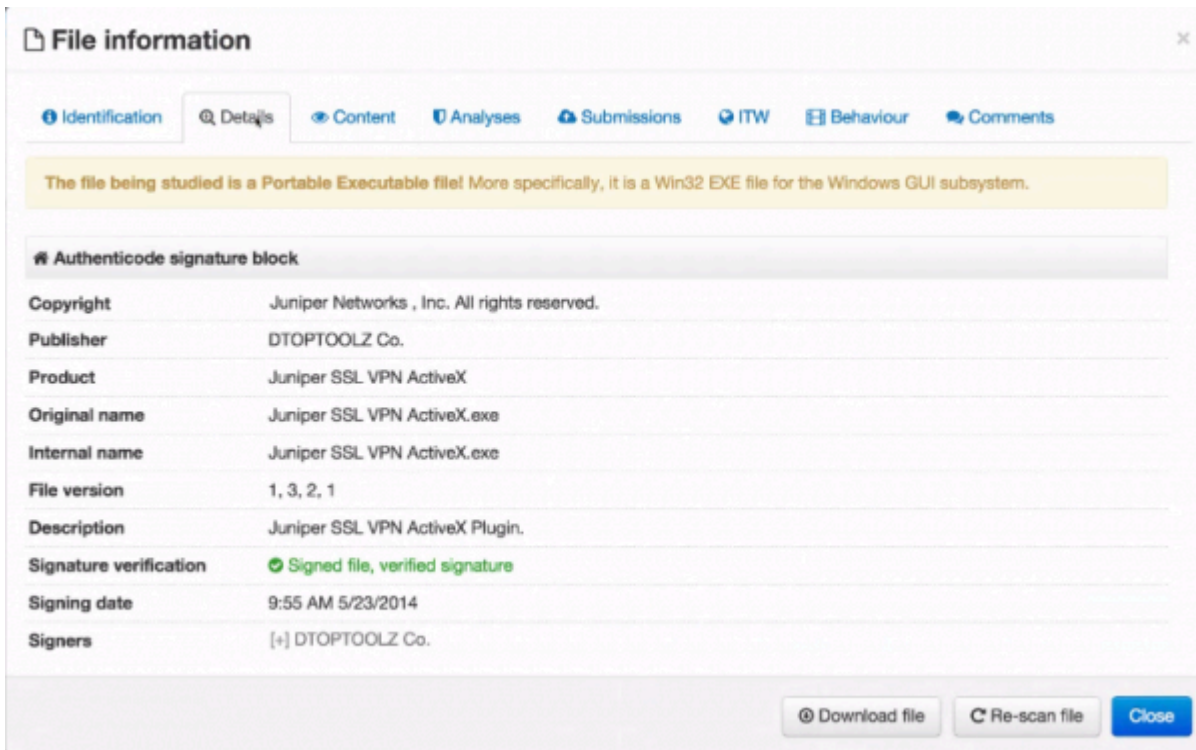 File information
×
Identification Details Content Analyses Submissions ITW Behaviour Comments
The file being studied is a Portable Executable file! More specifically, it is a Win32 EXE file for the Windows GUI subsystem.
Authenticode signature block
Copyright Juniper Networks , Inc. All rights reserved.
Publisher DTOPTOOLZ Co.
Product Juniper SSL VPN ActiveX
Original name Juniper SSL VPN ActiveX.exe
Internal name Juniper SSL VPN ActiveX.exe
File version 1, 3, 2, 1
Description Juniper SSL VPN ActiveX Plugin.
Signature verification Signed file, verified signature
Signing date 9:55 AM 5/23/2014
Signers [+] DTOPTOOLZ Co.
Download file Re-scan file Close